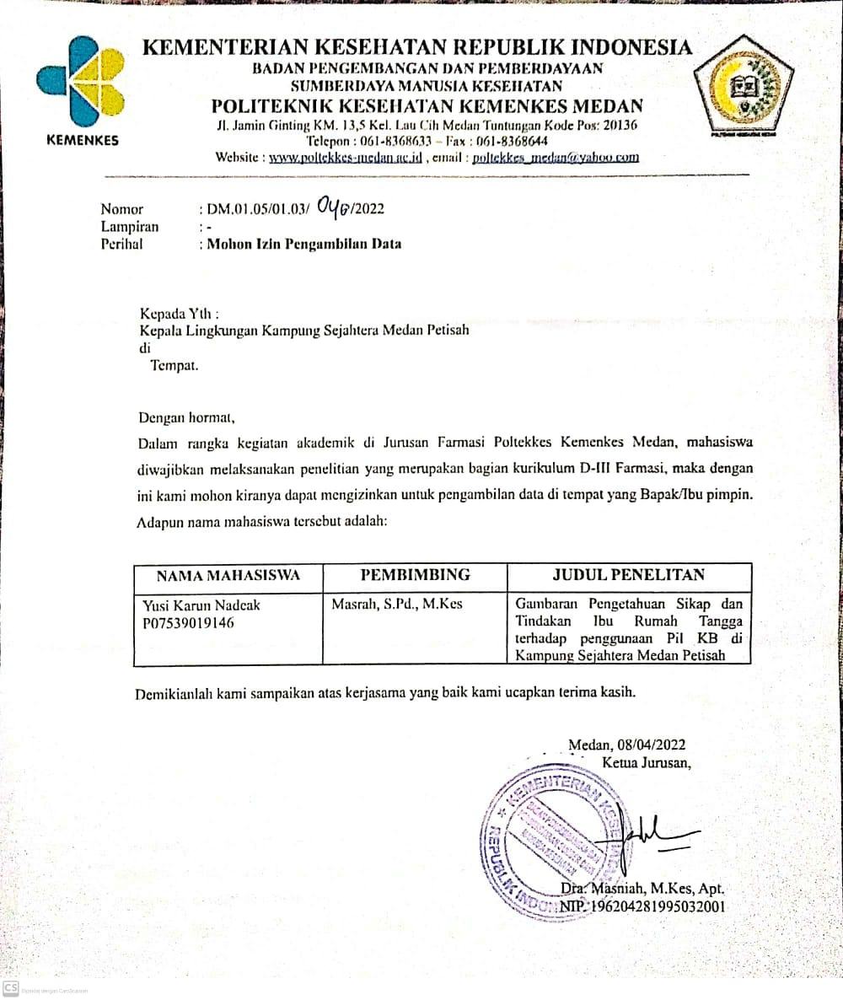 KEMENTERIAN KESEHATAN REPUBLIK INDONESIA
BADAN PENGEMBANGAN DAN PEMBERDAYAAN
SUMBERDAYA MANUSIA KESEHATAN
POLITEKNIK KESEHATAN KEMENKES MEDAN
Jl. Jamin Ginting KM. 13,5 Kel. Lau Cih Medan Tuntungan Kode Pos: 20136
Telepon : 061-8368633 – Fax : 061-8368644
Website : www.poltekkes-medan.ac.id , email : poltekkes_medan@yahoo.com
KEMENKES
POLITEKNIK KESEHATAN MEDAN
Nomor : DM.01.05/01.03/ /2022
Lampiran : -
Perihal : Mohon Izin Pengambilan Data
Kepada Yth :
Kepala Lingkungan Kampung Sejahtera Medan Petisah
di
Tempat.
Dengan hormat,
Dalam rangka kegiatan akademik di Jurusan Farmasi Poltekkes Kemenkes Medan, mahasiswa
diwajibkan melaksanakan penelitian yang merupakan bagian kurikulum D-III Farmasi, maka dengan
ini kami mohon kiranya dapat mengizinkan untuk pengambilan data di tempat yang Bapak/Ibu pimpin.
Adapun nama mahasiswa tersebut adalah:
NAMA MAHASISWA PEMBIMBING JUDUL PENELITAN
Yusi Karun Nadeak Masrah, S.Pd., M.Kes Gambaran Pengetahuan Sikap dan
P07539019146 Tindakan Ibu Rumah Tangga
terhadap penggunaan Pil KB di
Kampung Sejahtera Medan Petisah
Demikianlah kami sampaikan atas kerjasama yang baik kami ucapkan terima kasih.
Medan, 08/04/2022
Ketua Jurusan,
KEMENTERIAN KESEHATAN
REPUBLIK INDONESIA
Dra. Masniah, M.Kes, Apt.
NIP. 196204281995032001
CS Dipindai dengan CamScanner